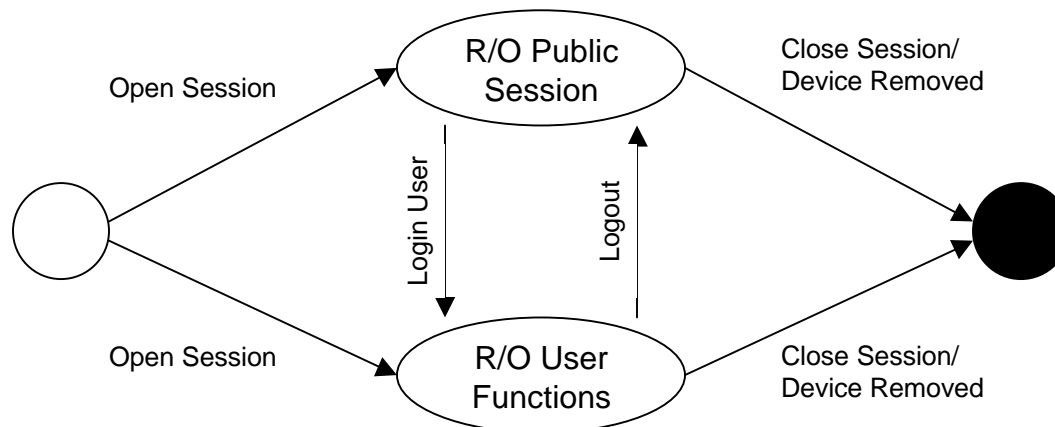 R/O Public
Session
Close Session/
Device Removed
Open Session
Login User
Logout
Open Session
R/O User
Functions
Close Session/
Device Removed